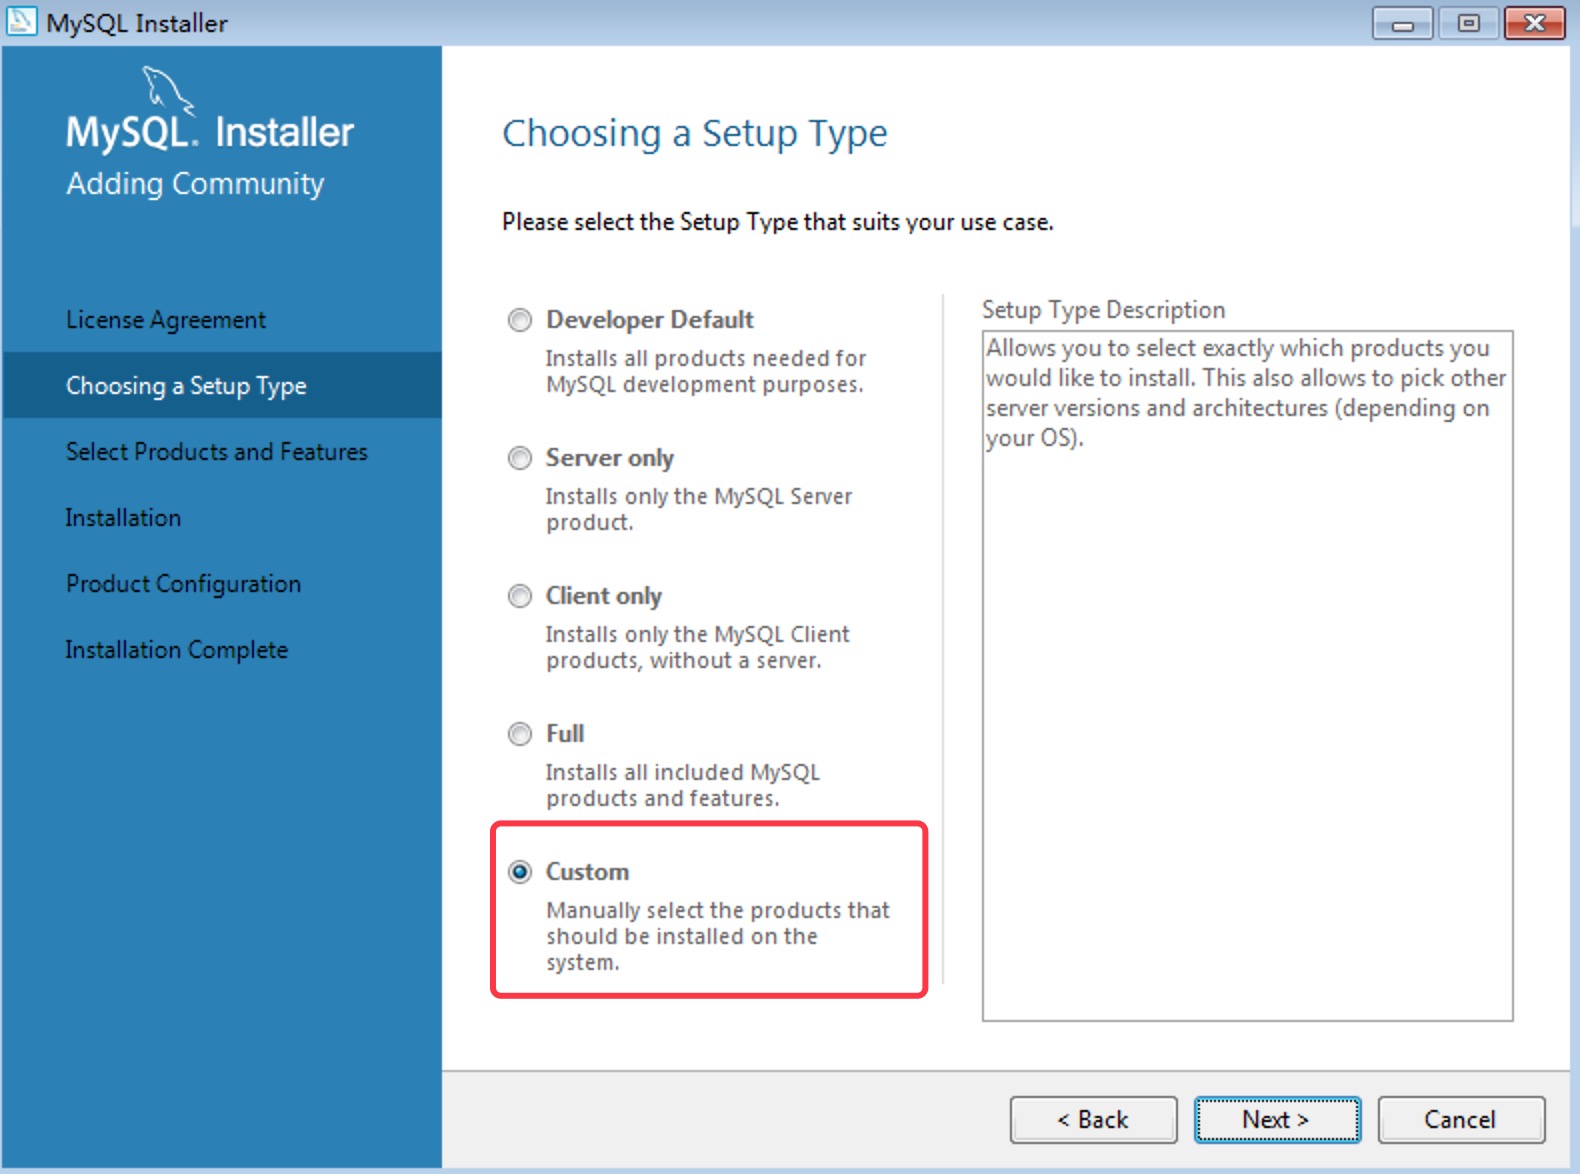 MySQL Installer
MySQL. Installer
Adding Community
License Agreement
Choosing a Setup Type
Select Products and Features
Installation
Product Configuration
Installation Complete
Choosing a Setup Type
Please select the Setup Type that suits your use case.
Developer Default
Installs all products needed for
MySQL development purposes.
Server only
Installs only the MySQL Server
product.
Client only
Installs only the MySQL Client
products, without a server.
Full
Installs all included MySQL
products and features.
Custom
Manually select the products that
should be installed on the
system.
Setup Type Description
Allows you to select exactly which products you
would like to install. This also allows to pick other
server versions and architectures (depending on
your OS).
< Back
Next >
Cancel